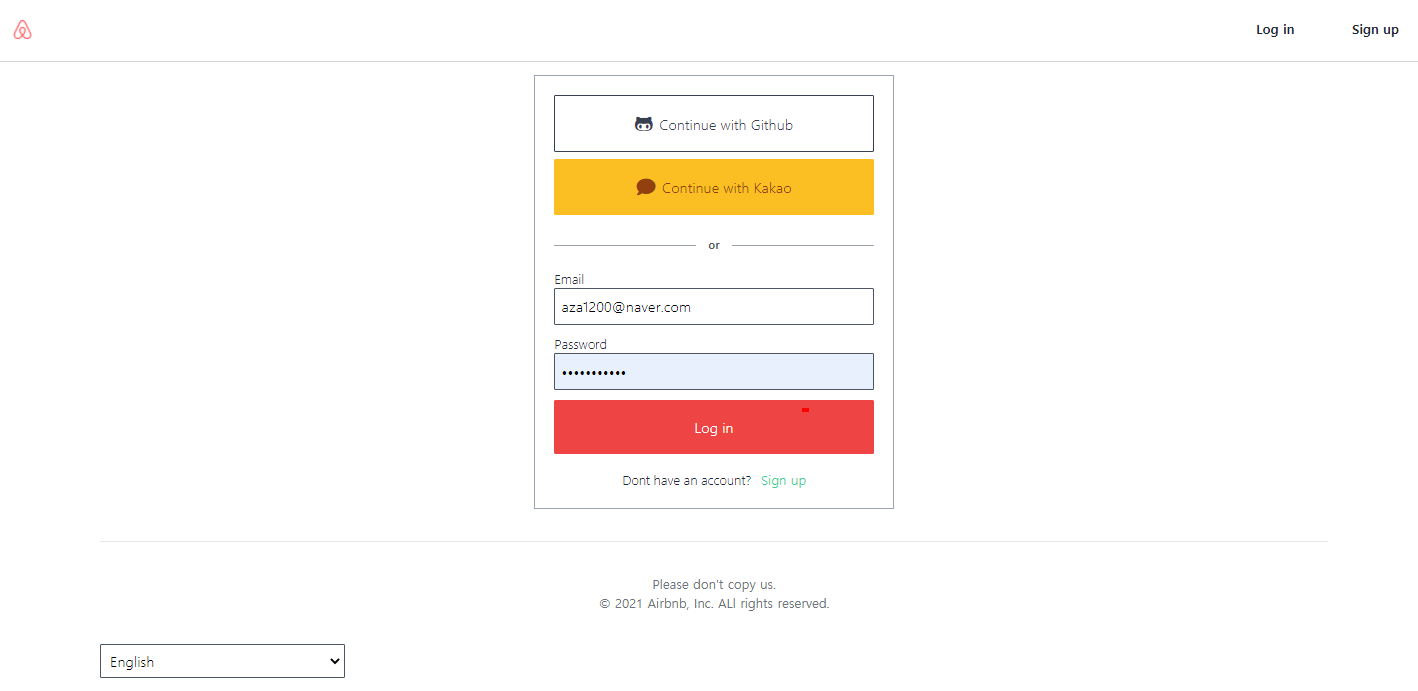 Log in
Sign up
Continue with Github
Continue with Kakao
or
Email
aza1200@naver.com
Password
•••••••••••
Log in
Dont have an account? Sign up
Please don't copy us.
© 2021 Airbnb, Inc. ALl rights reserved.
English